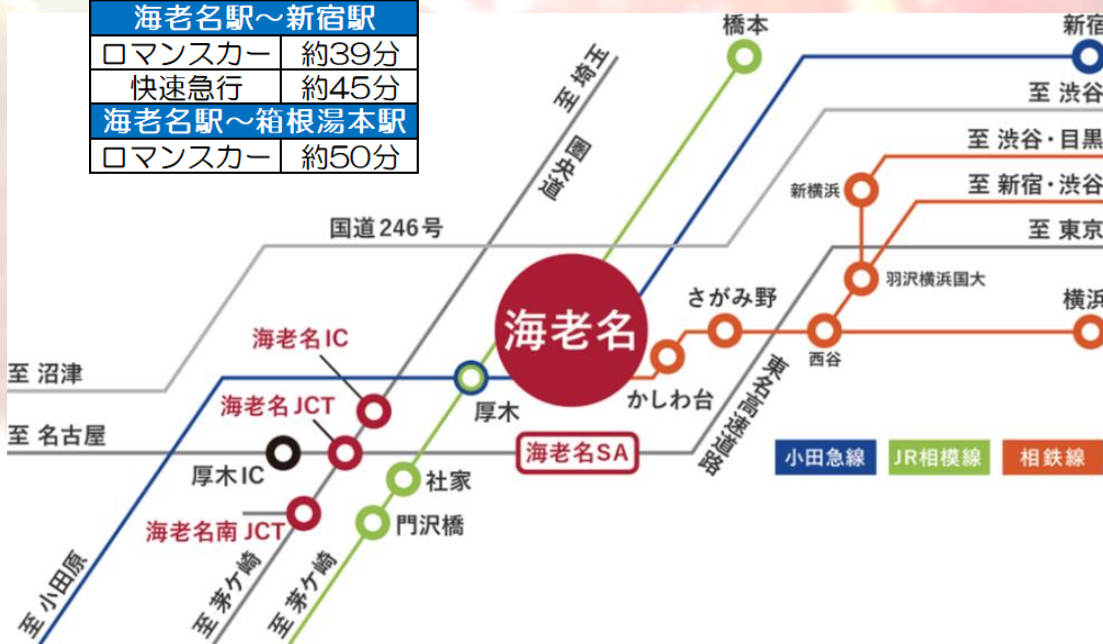 海老名駅～新宿駅
ロマンスカー 約39分
快速急行 約45分
海老名駅～箱根湯本駅
ロマンスカー 約50分
橋本
新宿
至 埼玉
至 渋谷
圏央道
至 渋谷・目黒
新横浜
至 新宿・渋谷
国道246号
至 東京
羽沢横浜国大
さがみ野
横浜
海老名
海老名IC
西谷
至 沼津
かしわ台
東名高速道路
海老名JCT
厚木
至 名古屋
海老名SA
小田急線 JR相模線 相鉄線
厚木IC
社家
海老名南JCT
門沢橋
至 小田原
至 茅ケ崎
至 茅ケ崎